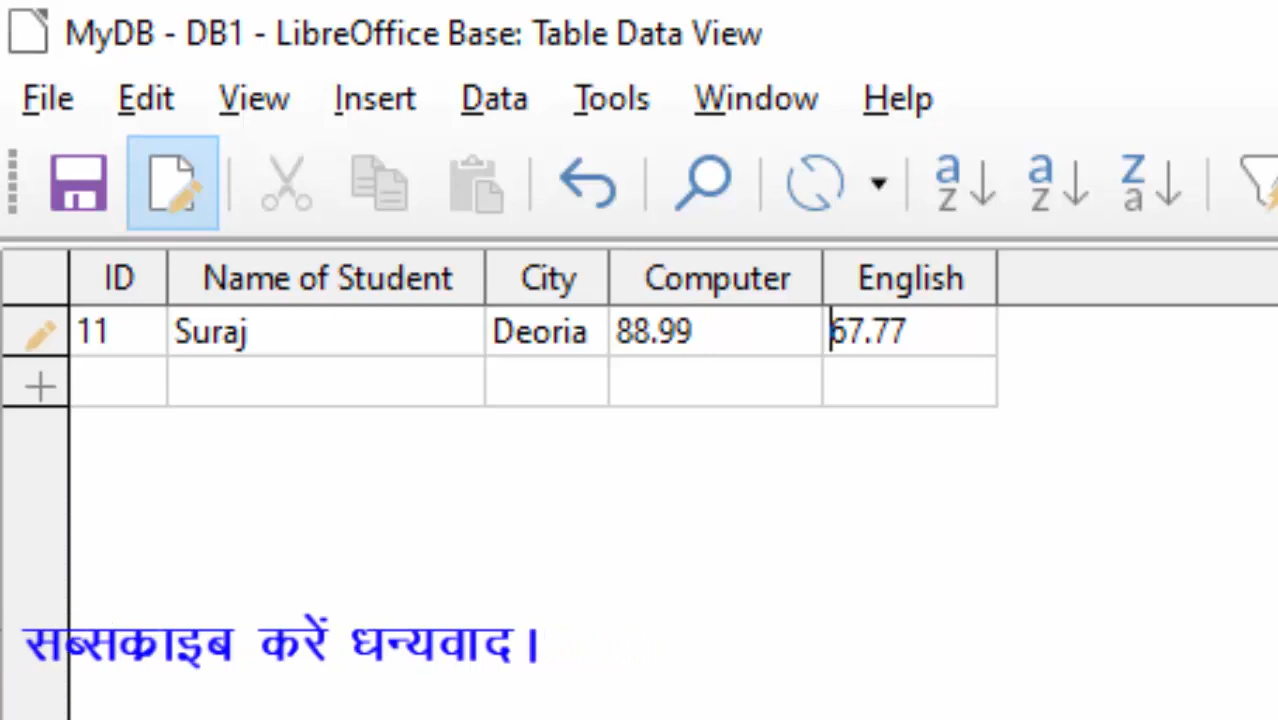 MyDB - DB1 - LibreOffice Base: Table Data View
File Edit View Insert Data Tools Window Help
ID Name of Student City Computer English
11 Suraj Deoria 88.99 67.77
सब्सकाइब करें धन्यवाद।